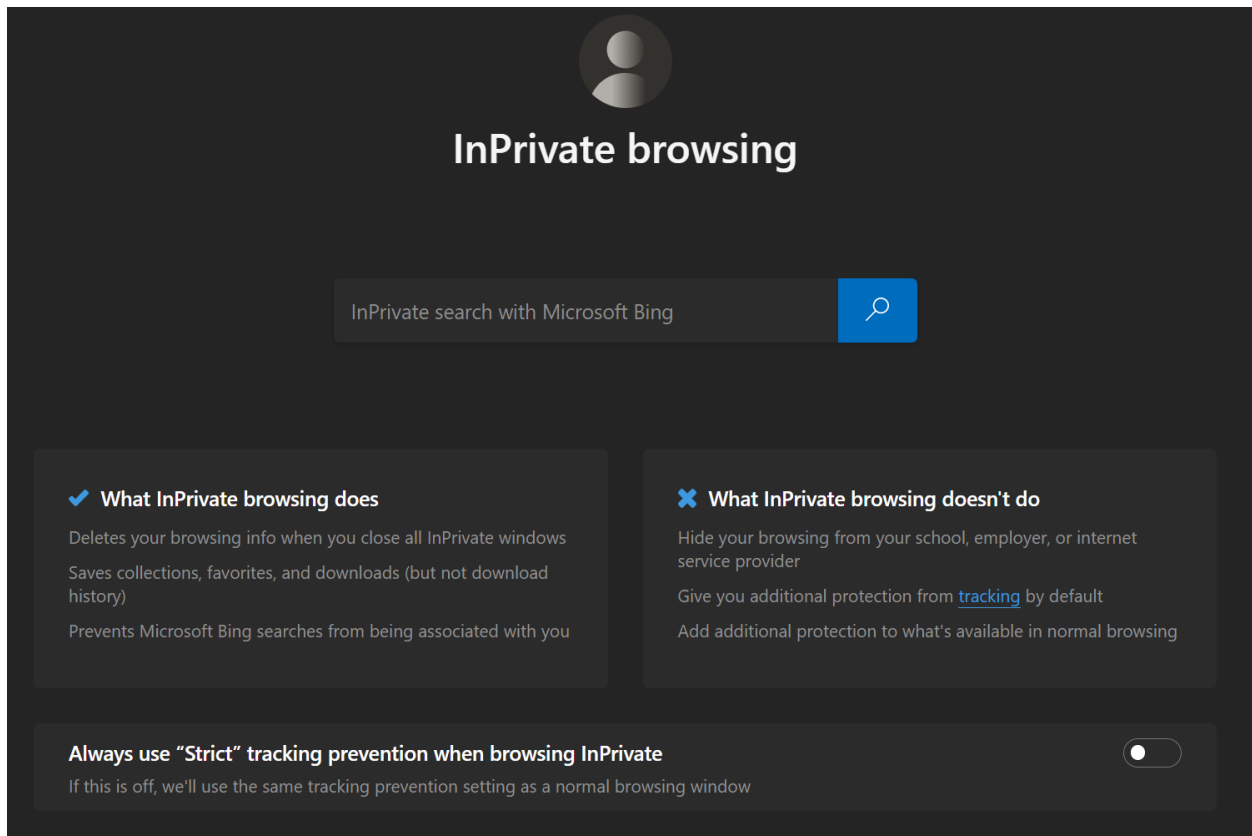 InPrivate browsing
InPrivate search with Microsoft Bing
What InPrivate browsing does
Deletes your browsing info when you close all InPrivate windows
Saves collections, favorites, and downloads (but not download
history)
Prevents Microsoft Bing searches from being associated with you
What InPrivate browsing doesn't do
Hide your browsing from your school, employer, or internet
service provider
Give you additional protection from tracking by default
Add additional protection to what's available in normal browsing
Always use “Strict” tracking prevention when browsing InPrivate
If this is off, we'll use the same tracking prevention setting as a normal browsing window